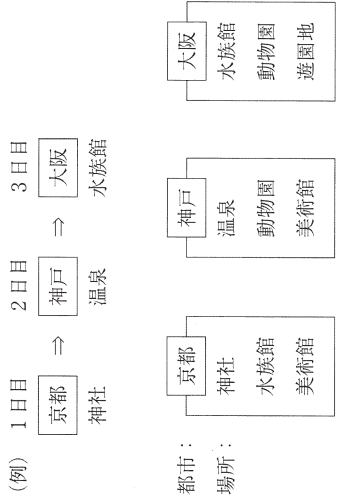 (例) 1日目 2日目 3日目
京都 ⇒ 神戸 ⇒ 大阪
神社 温泉 水族館
都市： 京都 神戸 大阪
場所： 神社 温泉 水族館
水族館 動物園 動物園
美術館 美術館 遊園地